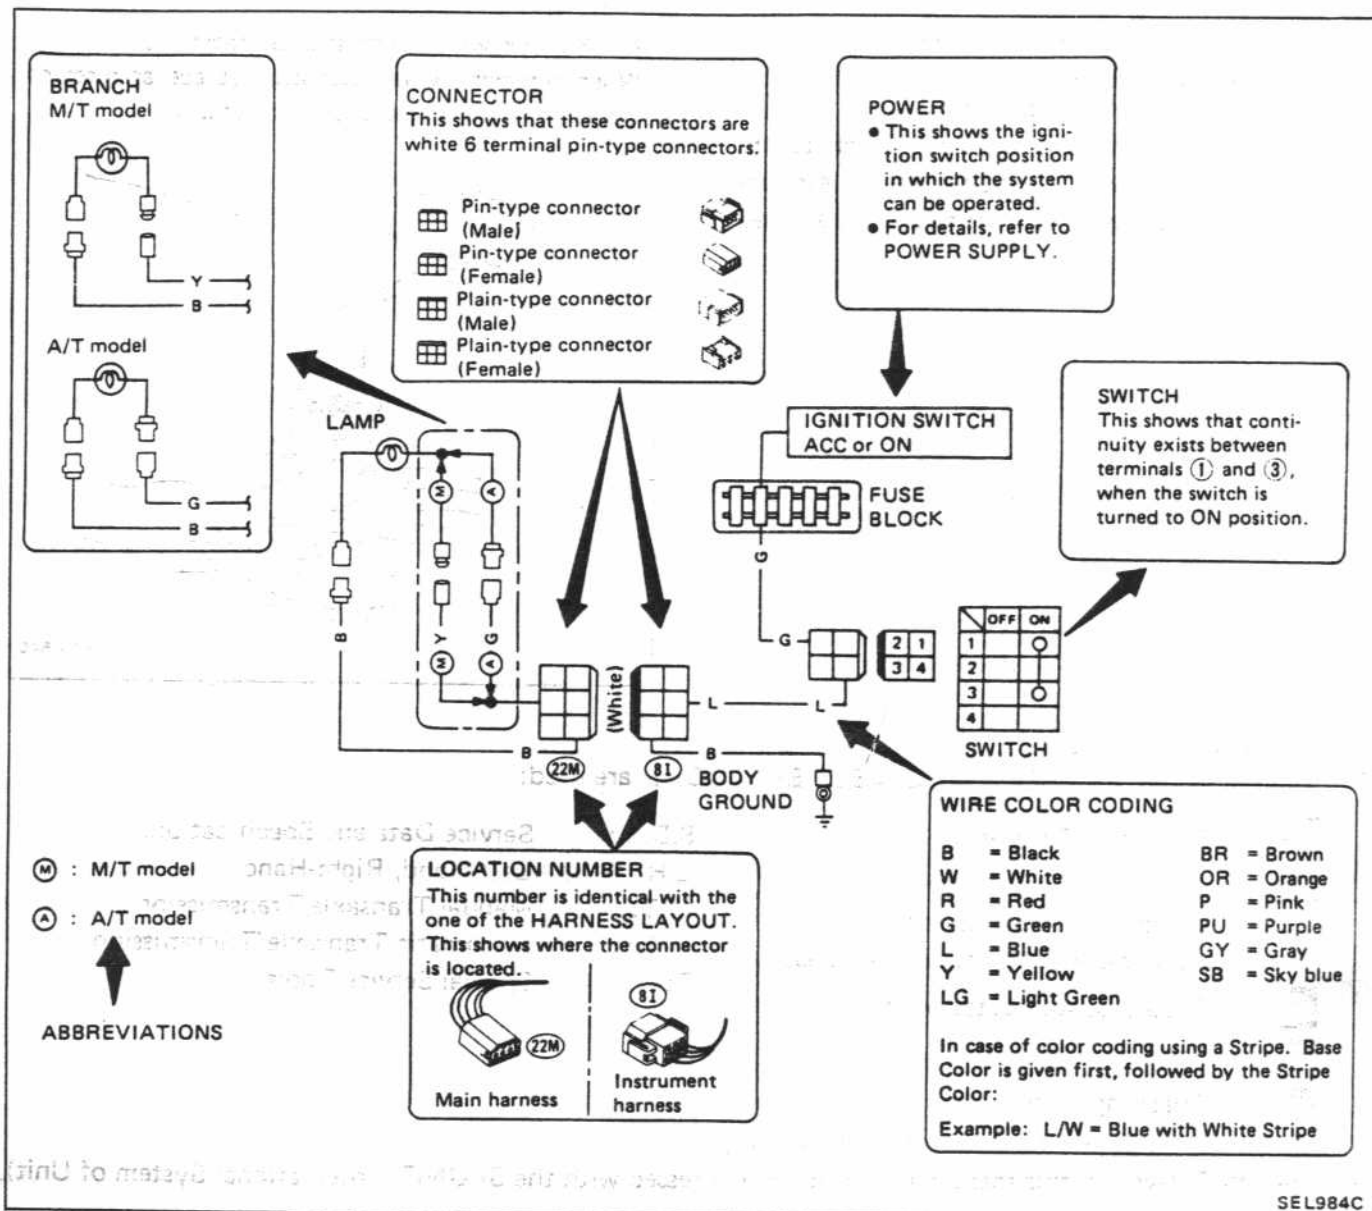 BRANCH
M/T model
Y
B
A/T model
G
B
CONNECTOR
This shows that these connectors are
white 6 terminal pin-type connectors.
Pin-type connector
(Male)
Pin-type connector
(Female)
Plain-type connector
(Male)
Plain-type connector
(Female)
POWER
• This shows the igni-
tion switch position
in which the system
can be operated.
• For details, refer to
POWER SUPPLY.
SWITCH
This shows that conti-
nuity exists between
terminals ① and ③,
when the switch is
turned to ON position.
LAMP
M A
B Y G
M A
B
IGNITION SWITCH
ACC or ON
FUSE
BLOCK
G
G
2 1
3 4
OFF ON
1
2
3
4
SWITCH
(White)
L L
B
22M 8I
BODY
GROUND
M : M/T model
A : A/T model
ABBREVIATIONS
LOCATION NUMBER
This number is identical with the
one of the HARNESS LAYOUT.
This shows where the connector
is located.
22M
Main harness
8I
Instrument
harness
WIRE COLOR CODING
B = Black BR = Brown
W = White OR = Orange
R = Red P = Pink
G = Green PU = Purple
L = Blue GY = Gray
Y = Yellow SB = Sky blue
LG = Light Green
In case of color coding using a Stripe. Base
Color is given first, followed by the Stripe
Color:
Example: L/W = Blue with White Stripe
SEL984C